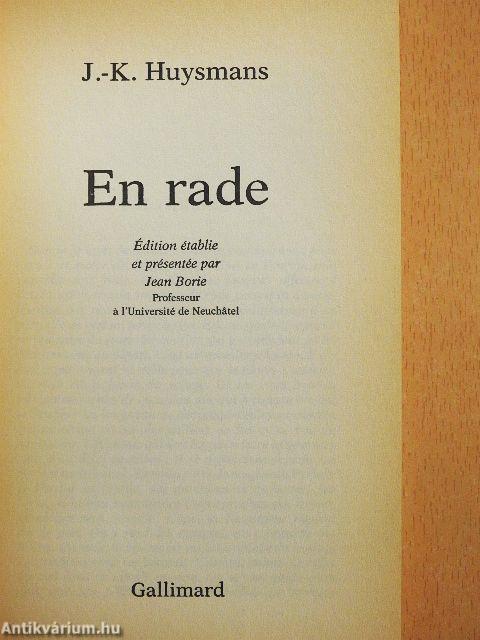 J.-K. Huysmans
En rade
Édition établie
et présentée par
Jean Borie
Professeur
à l'Université de Neuchâtel
Gallimard
Antikvárium.hu